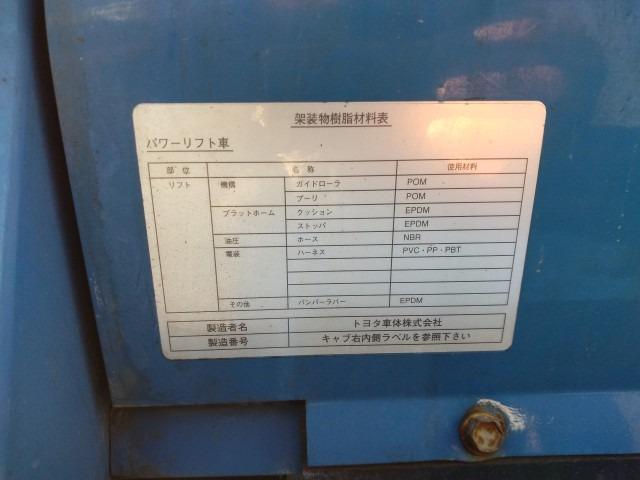 架装物樹脂材料表
パワーリフト車
部位 名称 使用材料
リフト 機構 ガイドローラ POM
プーリ POM
プラットホーム クッション EPDM
ストッパ EPDM
油圧 ホース NBR
電装 ハーネス PVC・PP・PBT
その他 バンパーラバー EPDM
製造者名 トヨタ車体株式会社
製造番号 キャブ右内側ラベルを参照下さい